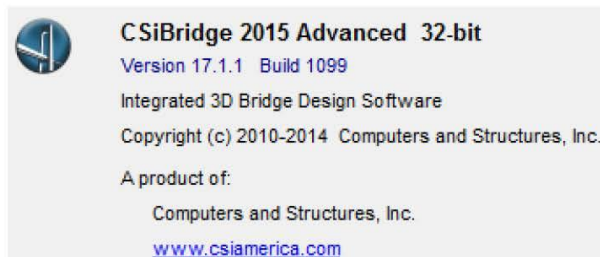 CSiBridge 2015 Advanced 32-bit
Version 17.1.1 Build 1099
Integrated 3D Bridge Design Software
Copyright (c) 2010-2014 Computers and Structures, Inc.
A product of:
Computers and Structures, Inc.
www.csiamerica.com